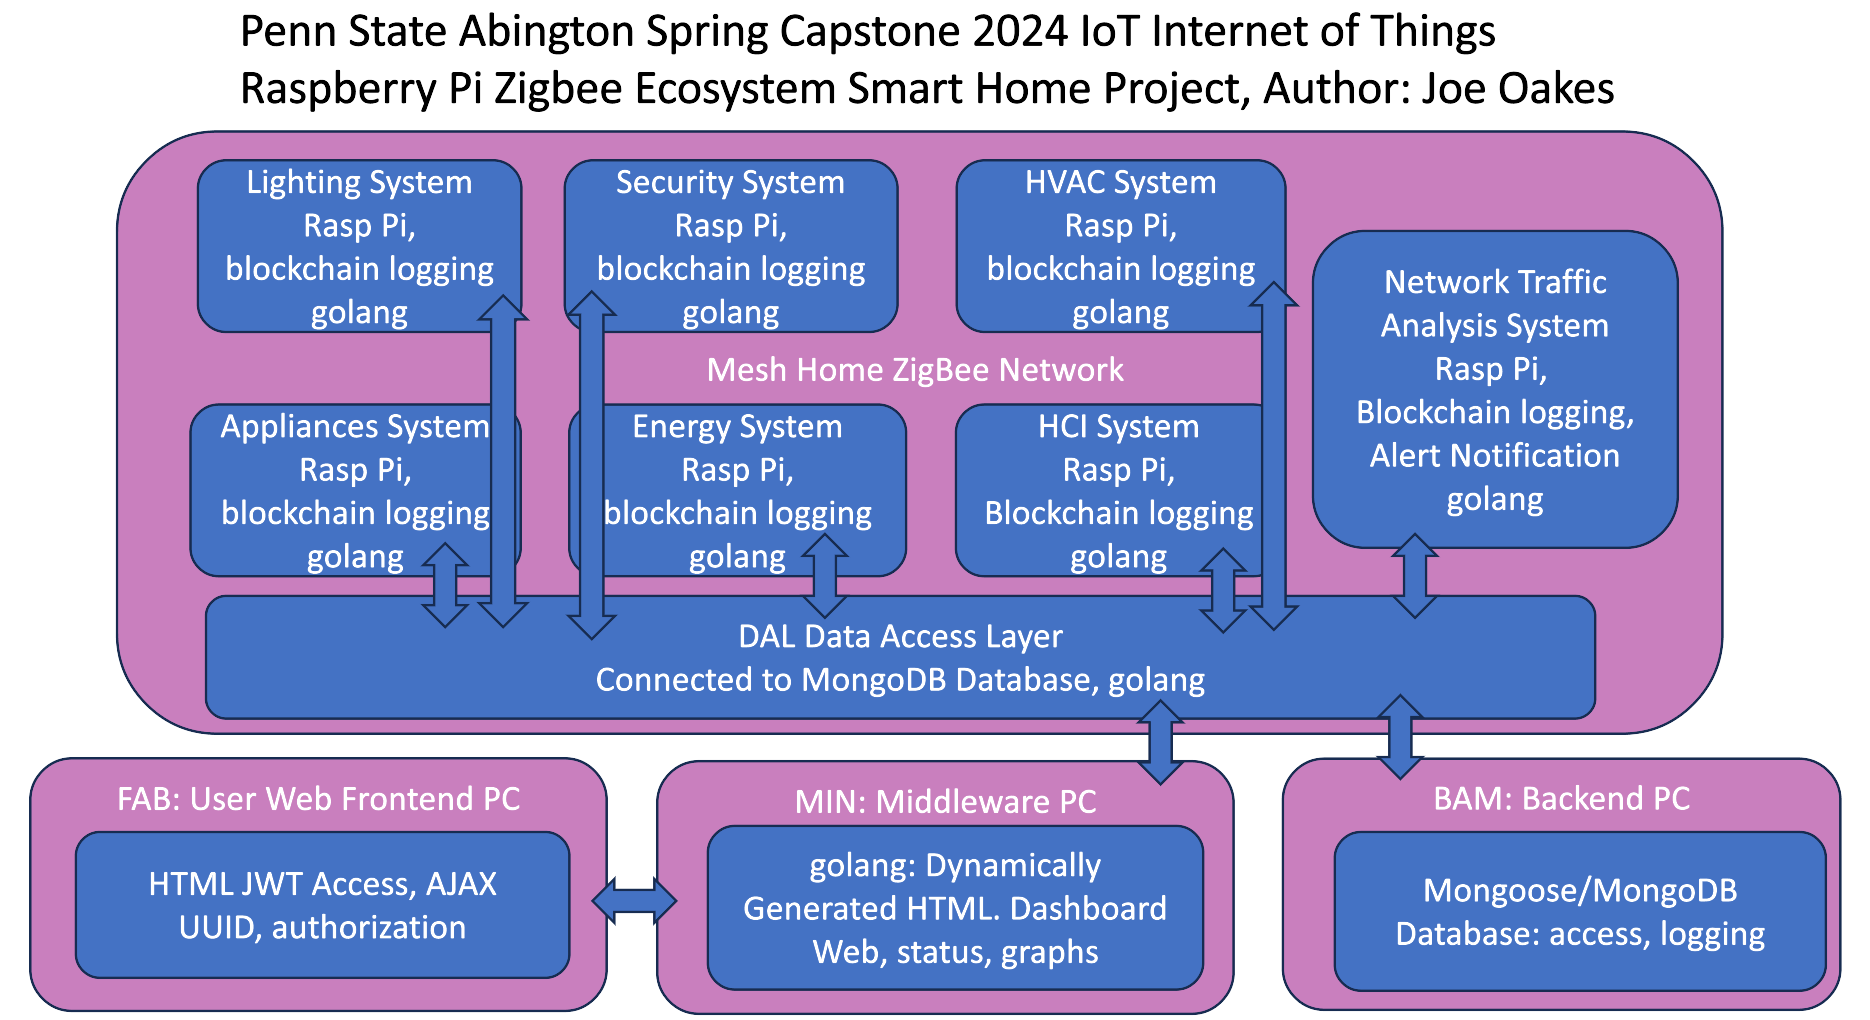 Penn State Abington Spring Capstone 2024 IoT Internet of Things
Raspberry Pi Zigbee Ecosystem Smart Home Project, Author: Joe Oakes
Lighting System
Rasp Pi,
blockchain logging
golang
Security System
Rasp Pi,
blockchain logging
golang
HVAC System
Rasp Pi,
blockchain logging
golang
Network Traffic
Analysis System
Rasp Pi,
Blockchain logging,
Alert Notification
golang
Mesh Home ZigBee Network
Appliances System
Rasp Pi,
blockchain logging
golang
Energy System
Rasp Pi,
blockchain logging
golang
HCI System
Rasp Pi,
Blockchain logging
golang
DAL Data Access Layer
Connected to MongoDB Database, golang
FAB: User Web Frontend PC
HTML JWT Access, AJAX
UUID, authorization
MIN: Middleware PC
golang: Dynamically
Generated HTML. Dashboard
Web, status, graphs
BAM: Backend PC
Mongoose/MongoDB
Database: access, logging